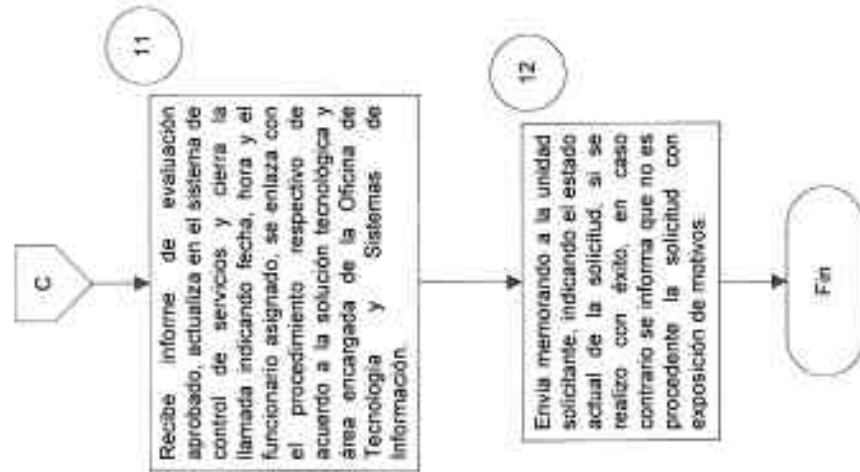 C
11
Recibe informe de evaluación
aprobado, actualiza en el sistema de
control de servicios y cierra la
llamada indicando fecha, hora y el
funcionario asignado, se enlaza con
el procedimiento respectivo de
acuerdo a la solución tecnológica y
área encargada de la Oficina de
Tecnología y Sistemas de
Información.
12
Envia memorando a la unidad
solicitante, indicando el estado
actual de la solicitud, si se
realizo con éxito, en caso
contrario se informa que no es
procedente la solicitud con
exposición de motivos.
Fin